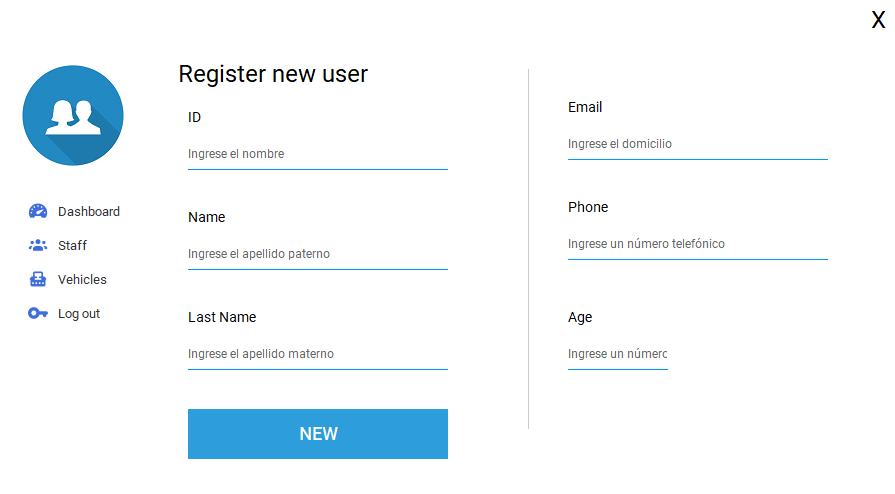 X
Dashboard
Staff
Vehicles
Log out
Register new user
ID
Ingrese el nombre
Name
Ingrese el apellido paterno
Last Name
Ingrese el apellido materno
NEW
Email
Ingrese el domicilio
Phone
Ingrese un número telefónico
Age
Ingrese un número